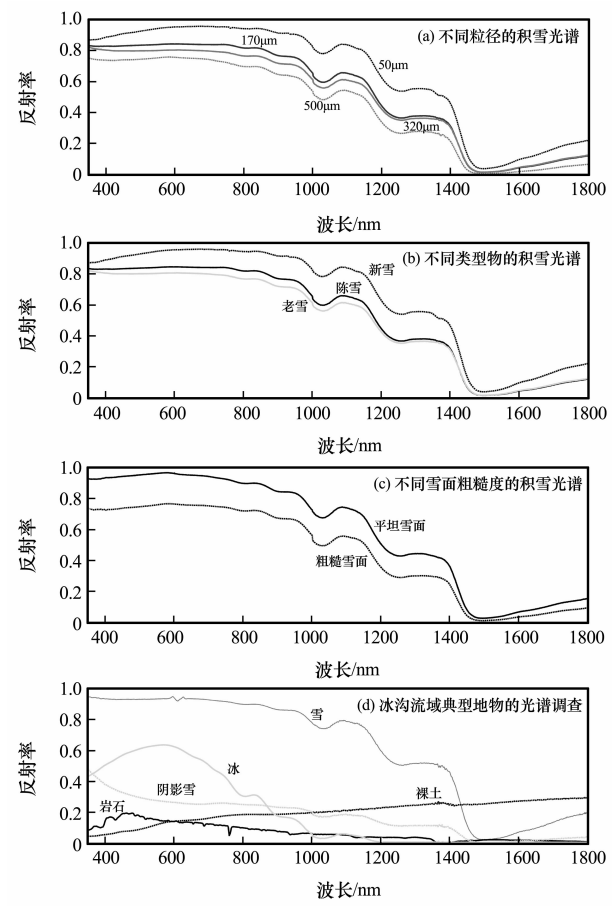 (a) 不同粒径的积雪光谱
反射率
1.0
0.8
0.6
0.4
0.2
0
170μm
50μm
500μm
320μm
400 600 800 1000 1200 1400 1600 1800
波长/nm
(b) 不同类型物的积雪光谱
反射率
1.0
0.8
0.6
0.4
0.2
0
新雪
陈雪
老雪
400 600 800 1000 1200 1400 1600 1800
波长/nm
(c) 不同雪面粗糙度的积雪光谱
反射率
1.0
0.8
0.6
0.4
0.2
0
平坦雪面
粗糙雪面
400 600 800 1000 1200 1400 1600 1800
波长/nm
(d) 冰沟流域典型地物的光谱调查
反射率
1.0
0.8
0.6
0.4
0.2
0
雪
冰
阴影雪
裸土
岩石
400 600 800 1000 1200 1400 1600 1800
波长/nm